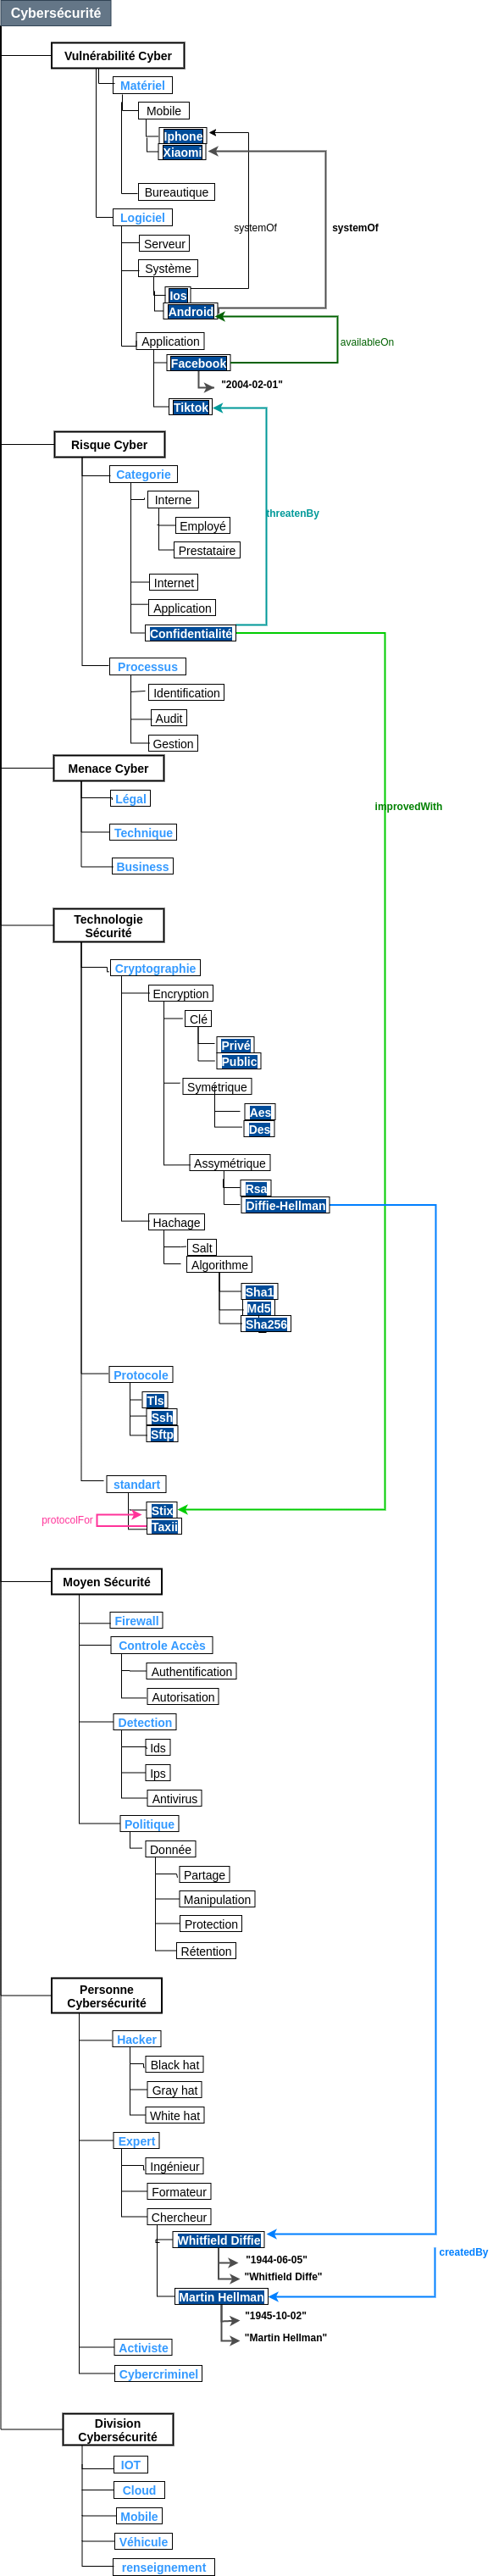 Cybersécurité
Vulnérabilité Cyber
Matériel
Mobile
Iphone
Xiaomi
Bureautique
Logiciel
systemOf
systemOf
Serveur
Système
Ios
Android
Application
availableOn
Facebook
"2004-02-01"
Tiktok
Risque Cyber
Categorie
Interne
threatenBy
Employé
Prestataire
Internet
Application
Confidentialité
Processus
Identification
Audit
Gestion
Menace Cyber
Légal
improvedWith
Technique
Business
Technologie
Sécurité
Cryptographie
Encryption
Clé
Privé
Public
Symétrique
Aes
Des
Assymétrique
Rsa
Diffie-Hellman
Hachage
Salt
Algorithme
Sha1
Md5
Sha256
Protocole
Tls
Ssh
Sftp
standart
Stix
protocolFor
Taxii
Moyen Sécurité
Firewall
Controle Accès
Authentification
Autorisation
Detection
Ids
Ips
Antivirus
Politique
Donnée
Partage
Manipulation
Protection
Rétention
Personne
Cybersécurité
Hacker
Black hat
Gray hat
White hat
Expert
Ingénieur
Formateur
Chercheur
Whitfield Diffie
createdBy
"1944-06-05"
"Whitfield Diffe"
Martin Hellman
"1945-10-02"
"Martin Hellman"
Activiste
Cybercriminel
Division
Cybersécurité
IOT
Cloud
Mobile
Véhicule
renseignement